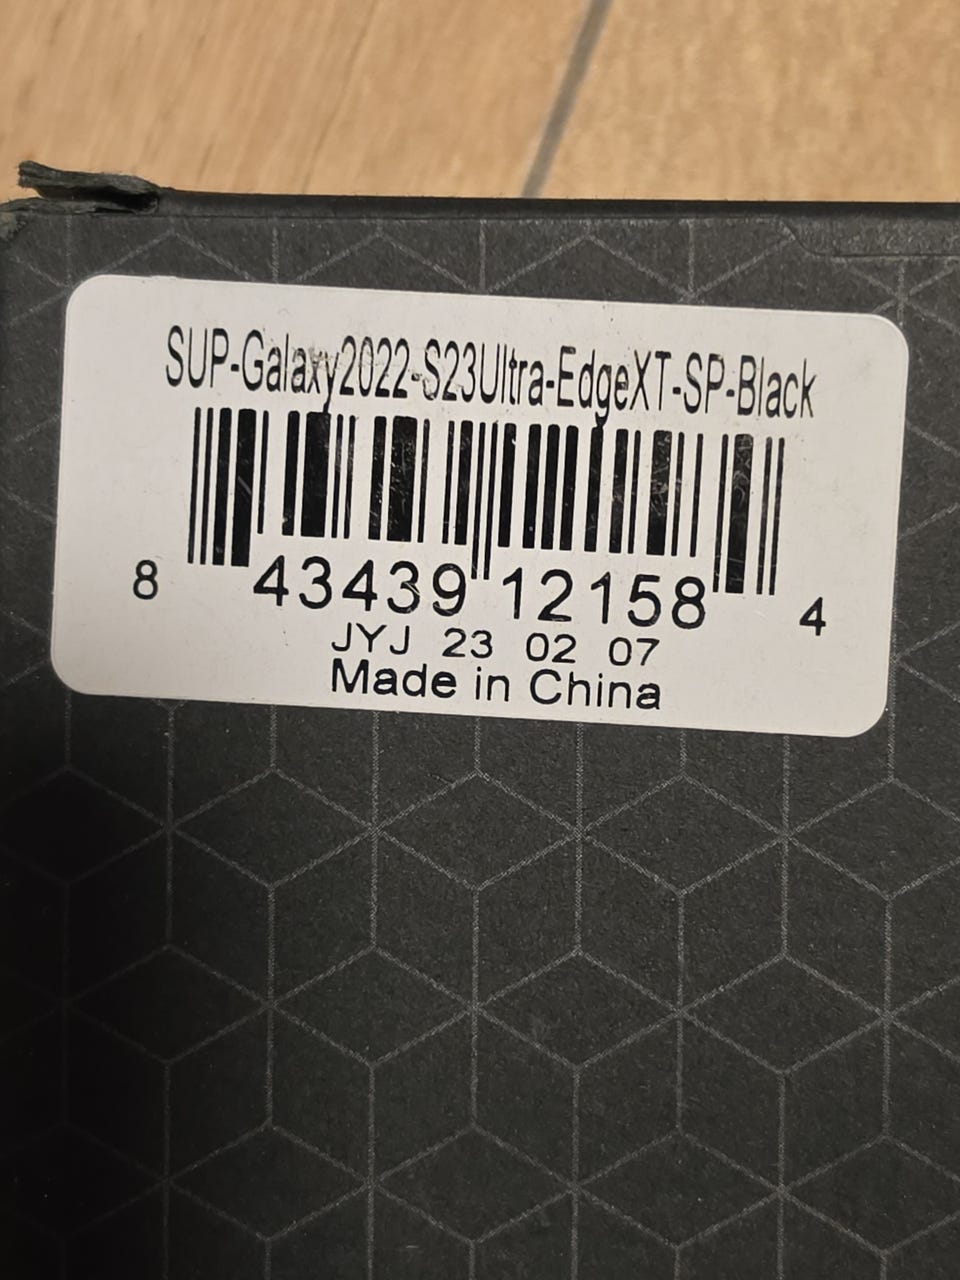 SUP-Galaxy2022-S23Ultra-EdgeXT-SP-Black
8 43439 12158 4
JYJ 23 02 07
Made in China